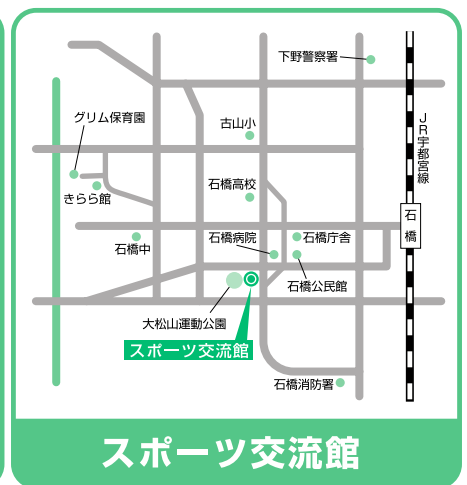 下野警察署
グリム保育園
古山小
JR宇都宮線
きらら館
石橋高校
石橋
石橋中
石橋病院
石橋庁舎
石橋公民館
大松山運動公園
スポーツ交流館
石橋消防署
スポーツ交流館